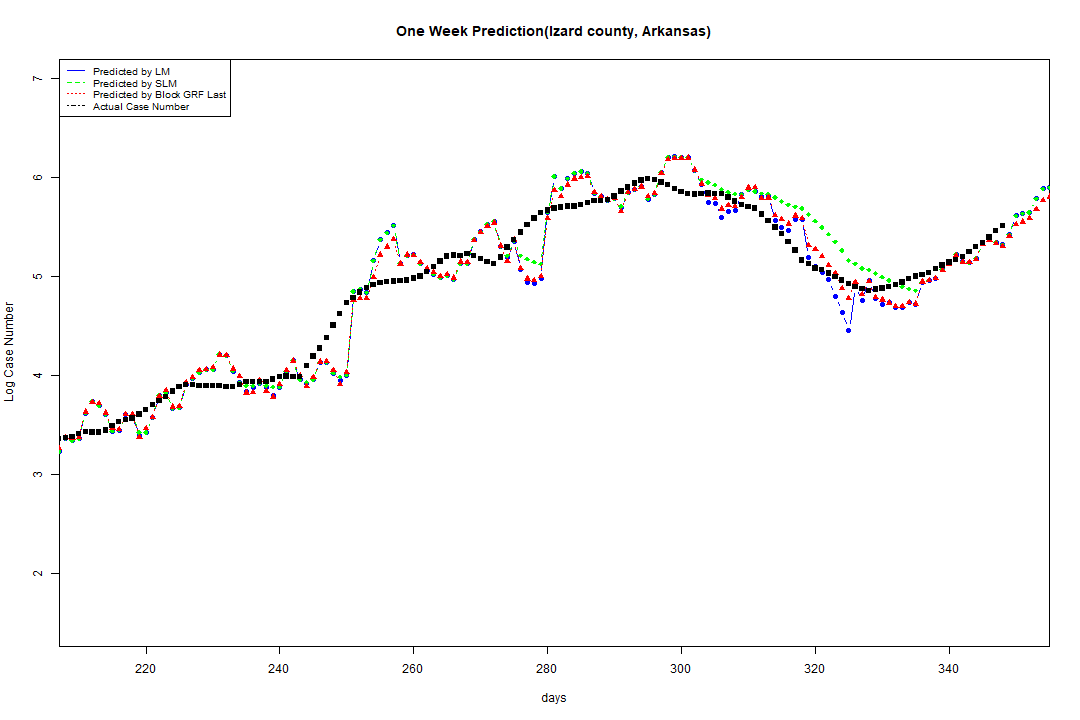 One Week Prediction(Izard county, Arkansas)
Predicted by LM
Predicted by SLM
Predicted by Block GRF Last
Actual Case Number
7
6
5
4
3
2
Log Case Number
220 240 260 280 300 320 340
days